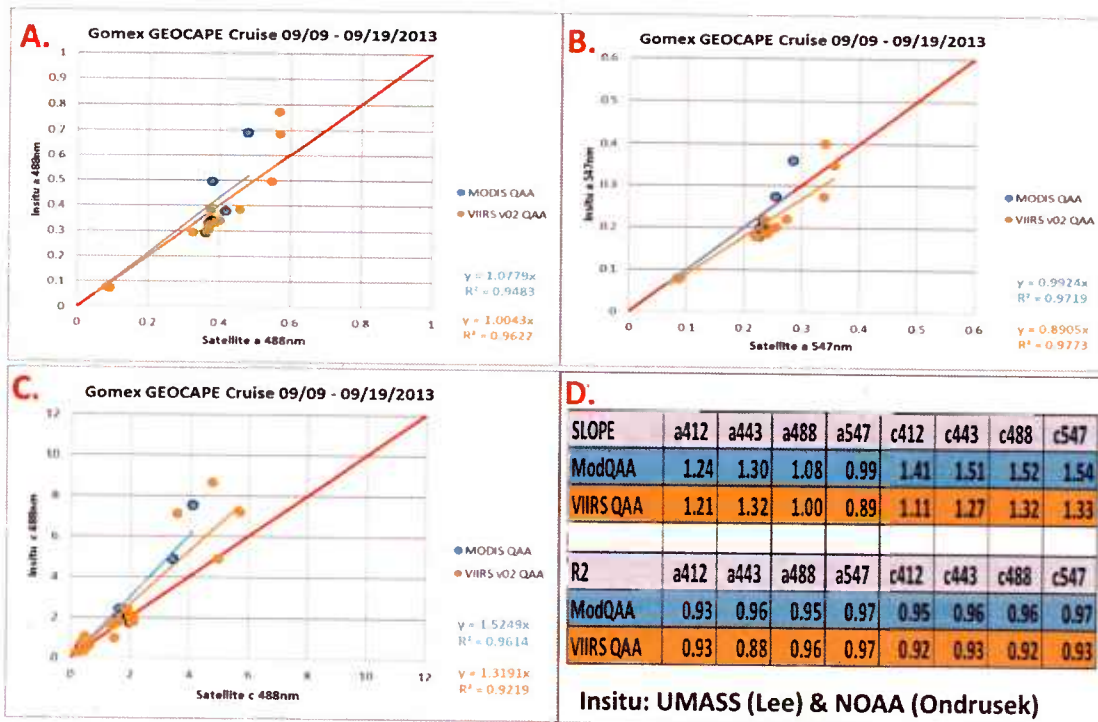 A.
Gomex GEOCAPE Cruise 09/09 - 09/19/2013
1
0.9
0.8
0.7
0.6
0.5
0.4
0.3
0.2
0.1
0
Insitu a 488nm
0
0.2
0.4
0.6
0.8
1
Satellite a 488nm
MODIS QAA
VIIRS v02 QAA
y = 1.0779x
R² = 0.9483
y = 1.0043x
R² = 0.9627
B.
Gomex GEOCAPE Cruise 09/09 - 09/19/2013
0.6
0.5
0.4
0.3
0.2
0.1
0
Insitu a 547nm
0
0.1
0.2
0.3
0.4
0.5
0.6
Satellite a 547nm
MODIS QAA
VIIRS v02 QAA
y = 0.9924x
R² = 0.9719
y = 0.8905x
R² = 0.9773
C.
Gomex GEOCAPE Cruise 09/09 - 09/19/2013
12
10
8
6
4
2
0
Insitu c 488nm
0
2
4
6
8
10
12
Satellite c 488nm
MODIS QAA
VIIRS v02 QAA
y = 1.5249x
R² = 0.9614
y = 1.3191x
R² = 0.9219
D.
SLOPE a412 a443 a488 a547 c412 c443 c488 c547
ModQAA 1.24 1.30 1.08 0.99 1.41 1.51 1.52 1.54
VIIRS QAA 1.21 1.32 1.00 0.89 1.11 1.27 1.32 1.33
R2 a412 a443 a488 a547 c412 c443 c488 c547
ModQAA 0.93 0.96 0.95 0.97 0.95 0.96 0.96 0.97
VIIRS QAA 0.93 0.88 0.96 0.97 0.92 0.93 0.92 0.93
Insitu: UMASS (Lee) & NOAA (Ondrusek)